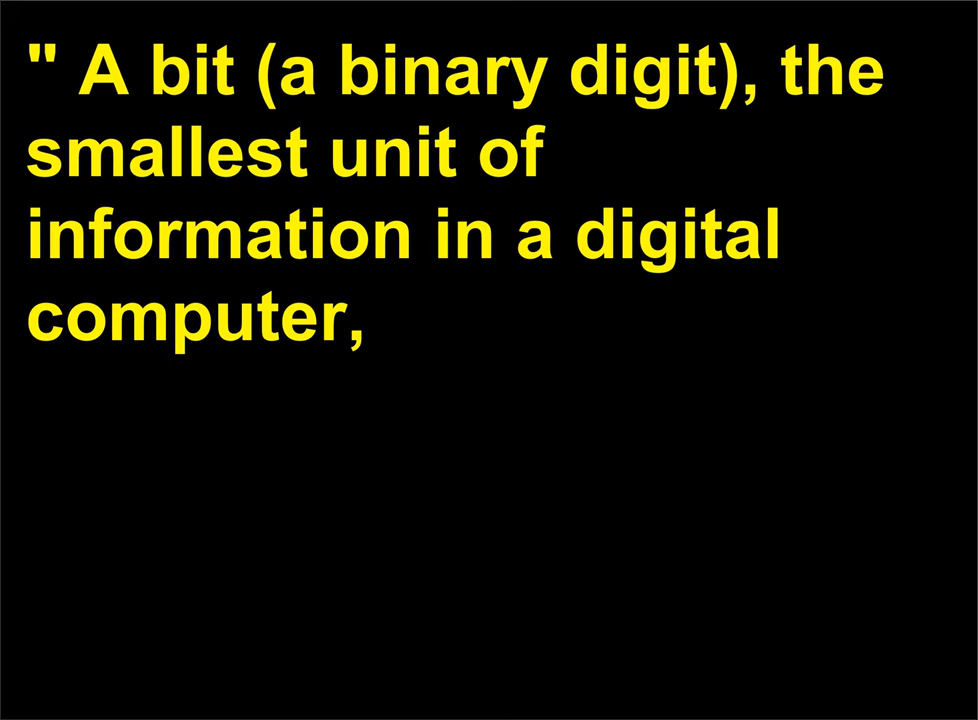 " A bit (a binary digit), the
smallest unit of
information in a digital
computer,